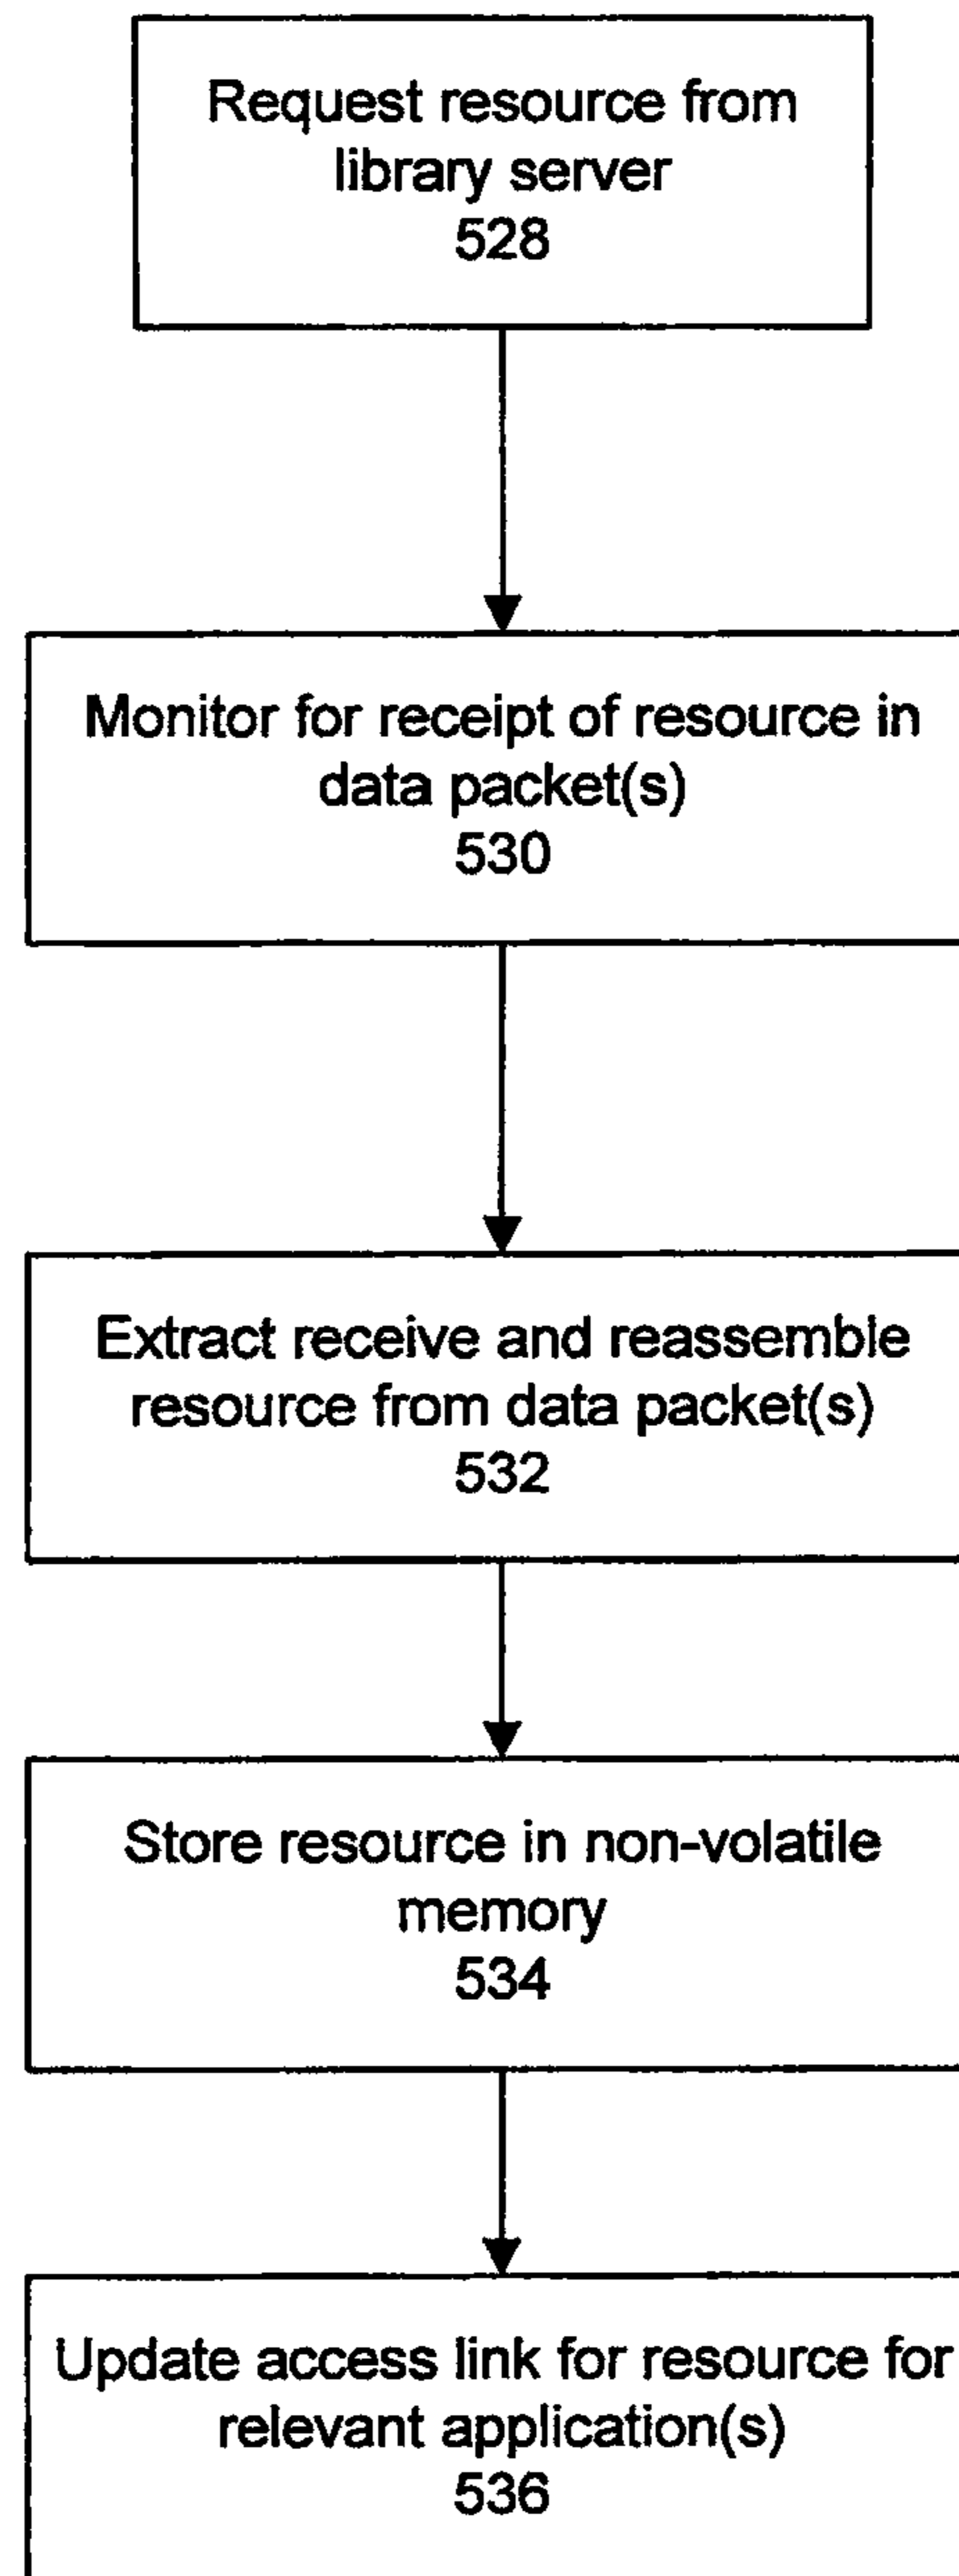 Request resource from
library server
528
Monitor for receipt of resource in
data packet(s)
530
Extract receive and reassemble
resource from data packet(s)
532
Store resource in non-volatile
memory
534
Update access link for resource for
relevant application(s)
536